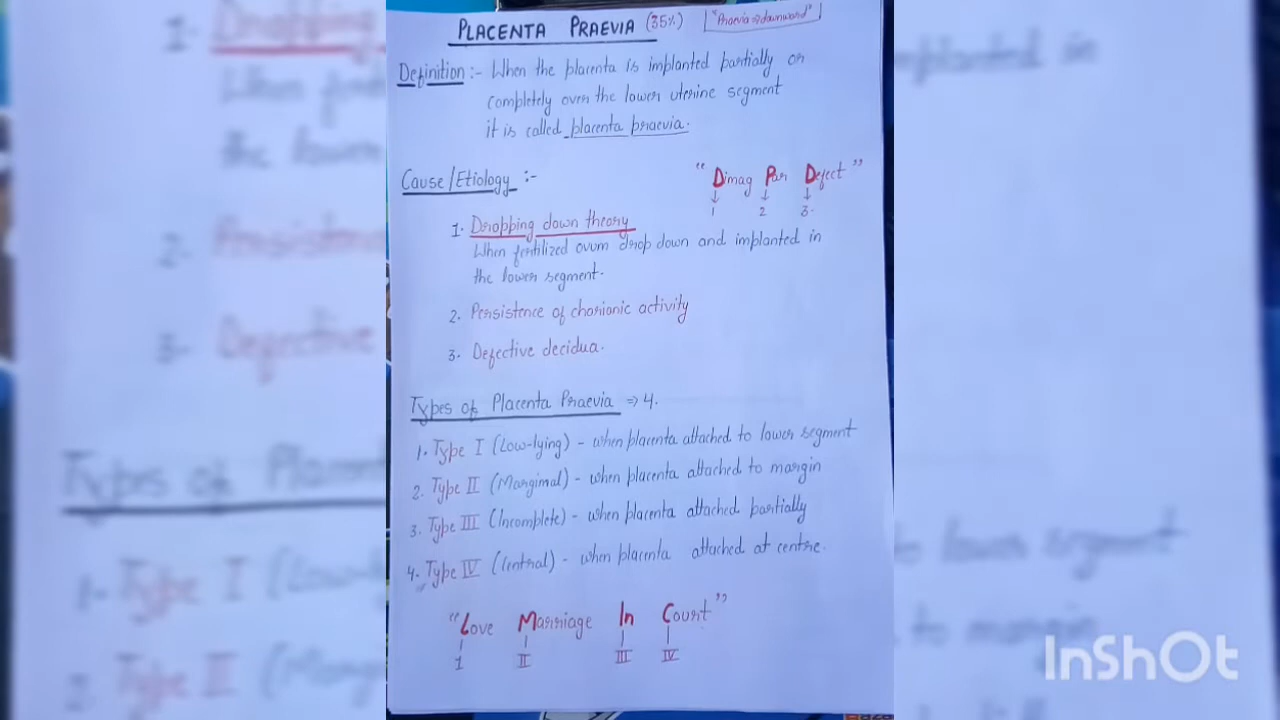 PLACENTA PRAEVIA (35%) "Praevia => downward"
Definition :- When the placenta is implanted partially or
completely over the lower uterine segment
it is called placenta praevia.
Cause/Etiology :-
"Dimag Par Defect"
1 2 3.
1. Dropping down theory
When fertilized ovum drop down and implanted in
the lower segment.
2. Persistence of chorionic activity
3. Defective decidua.
Types of Placenta Praevia => 4.
1. Type I (Low-lying) - when placenta attached to lower segment
2. Type II (Marginal) - when placenta attached to margin
3. Type III (Incomplete) - when placenta attached partially
4. Type IV (Central) - when placenta attached at centre.
"Love Marriage In Court"
1 II III IV
InShOt